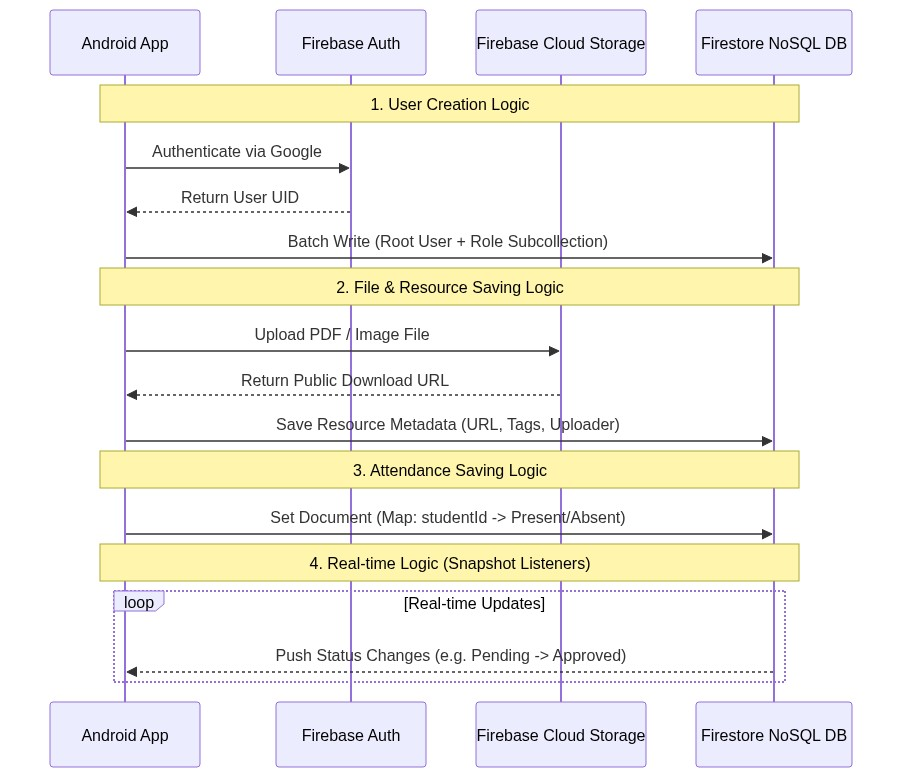 Android App
Firebase Auth
Firebase Cloud Storage
Firestore NoSQL DB
1. User Creation Logic
Authenticate via Google
Return User UID
Batch Write (Root User + Role Subcollection)
2. File & Resource Saving Logic
Upload PDF / Image File
Return Public Download URL
Save Resource Metadata (URL, Tags, Uploader)
3. Attendance Saving Logic
Set Document (Map: studentId -> Present/Absent)
4. Real-time Logic (Snapshot Listeners)
loop
[Real-time Updates]
Push Status Changes (e.g. Pending -> Approved)
Android App
Firebase Auth
Firebase Cloud Storage
Firestore NoSQL DB